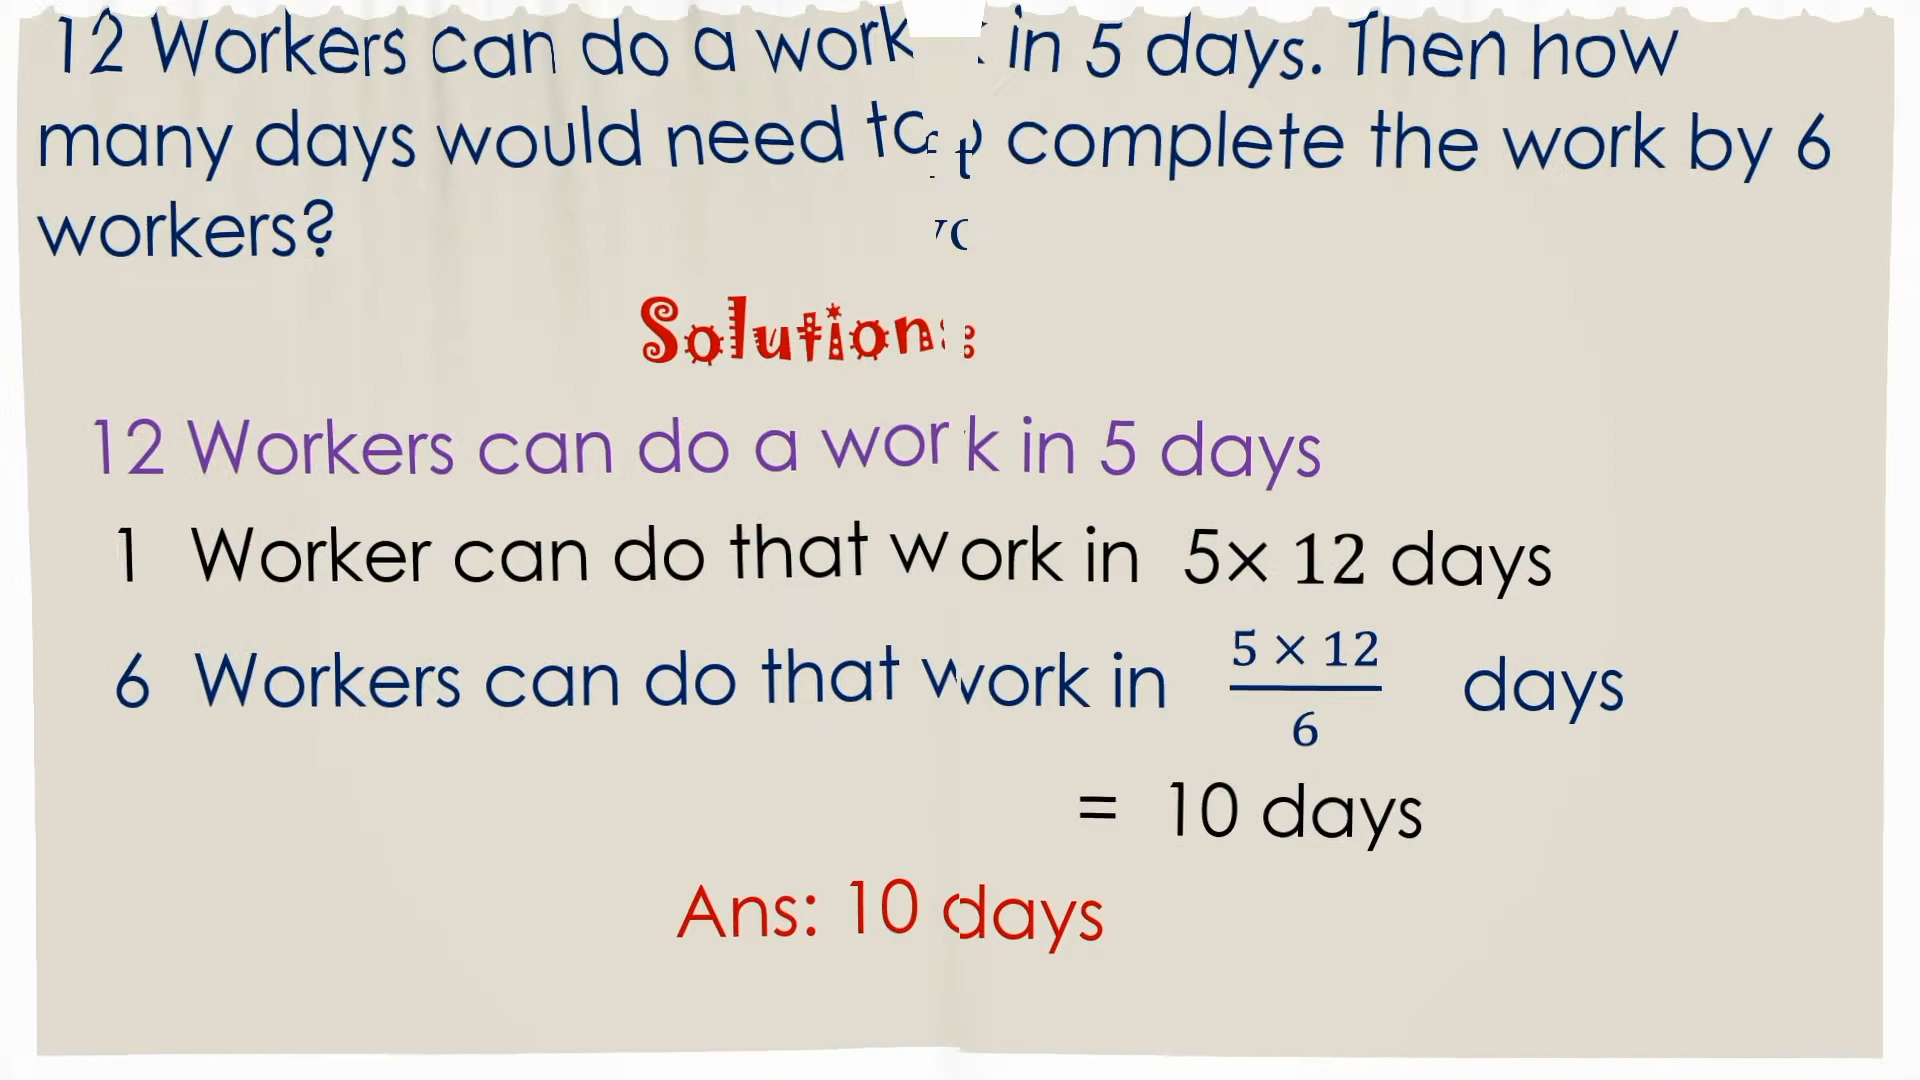 12 Workers can do a work in 5 days. Then how
many days would need to complete the work by 6
workers?
Solution:
12 Workers can do a work in 5 days
1 Worker can do that work in 5× 12 days
6 Workers can do that work in 5 × 12 / 6 days
= 10 days
Ans: 10 days